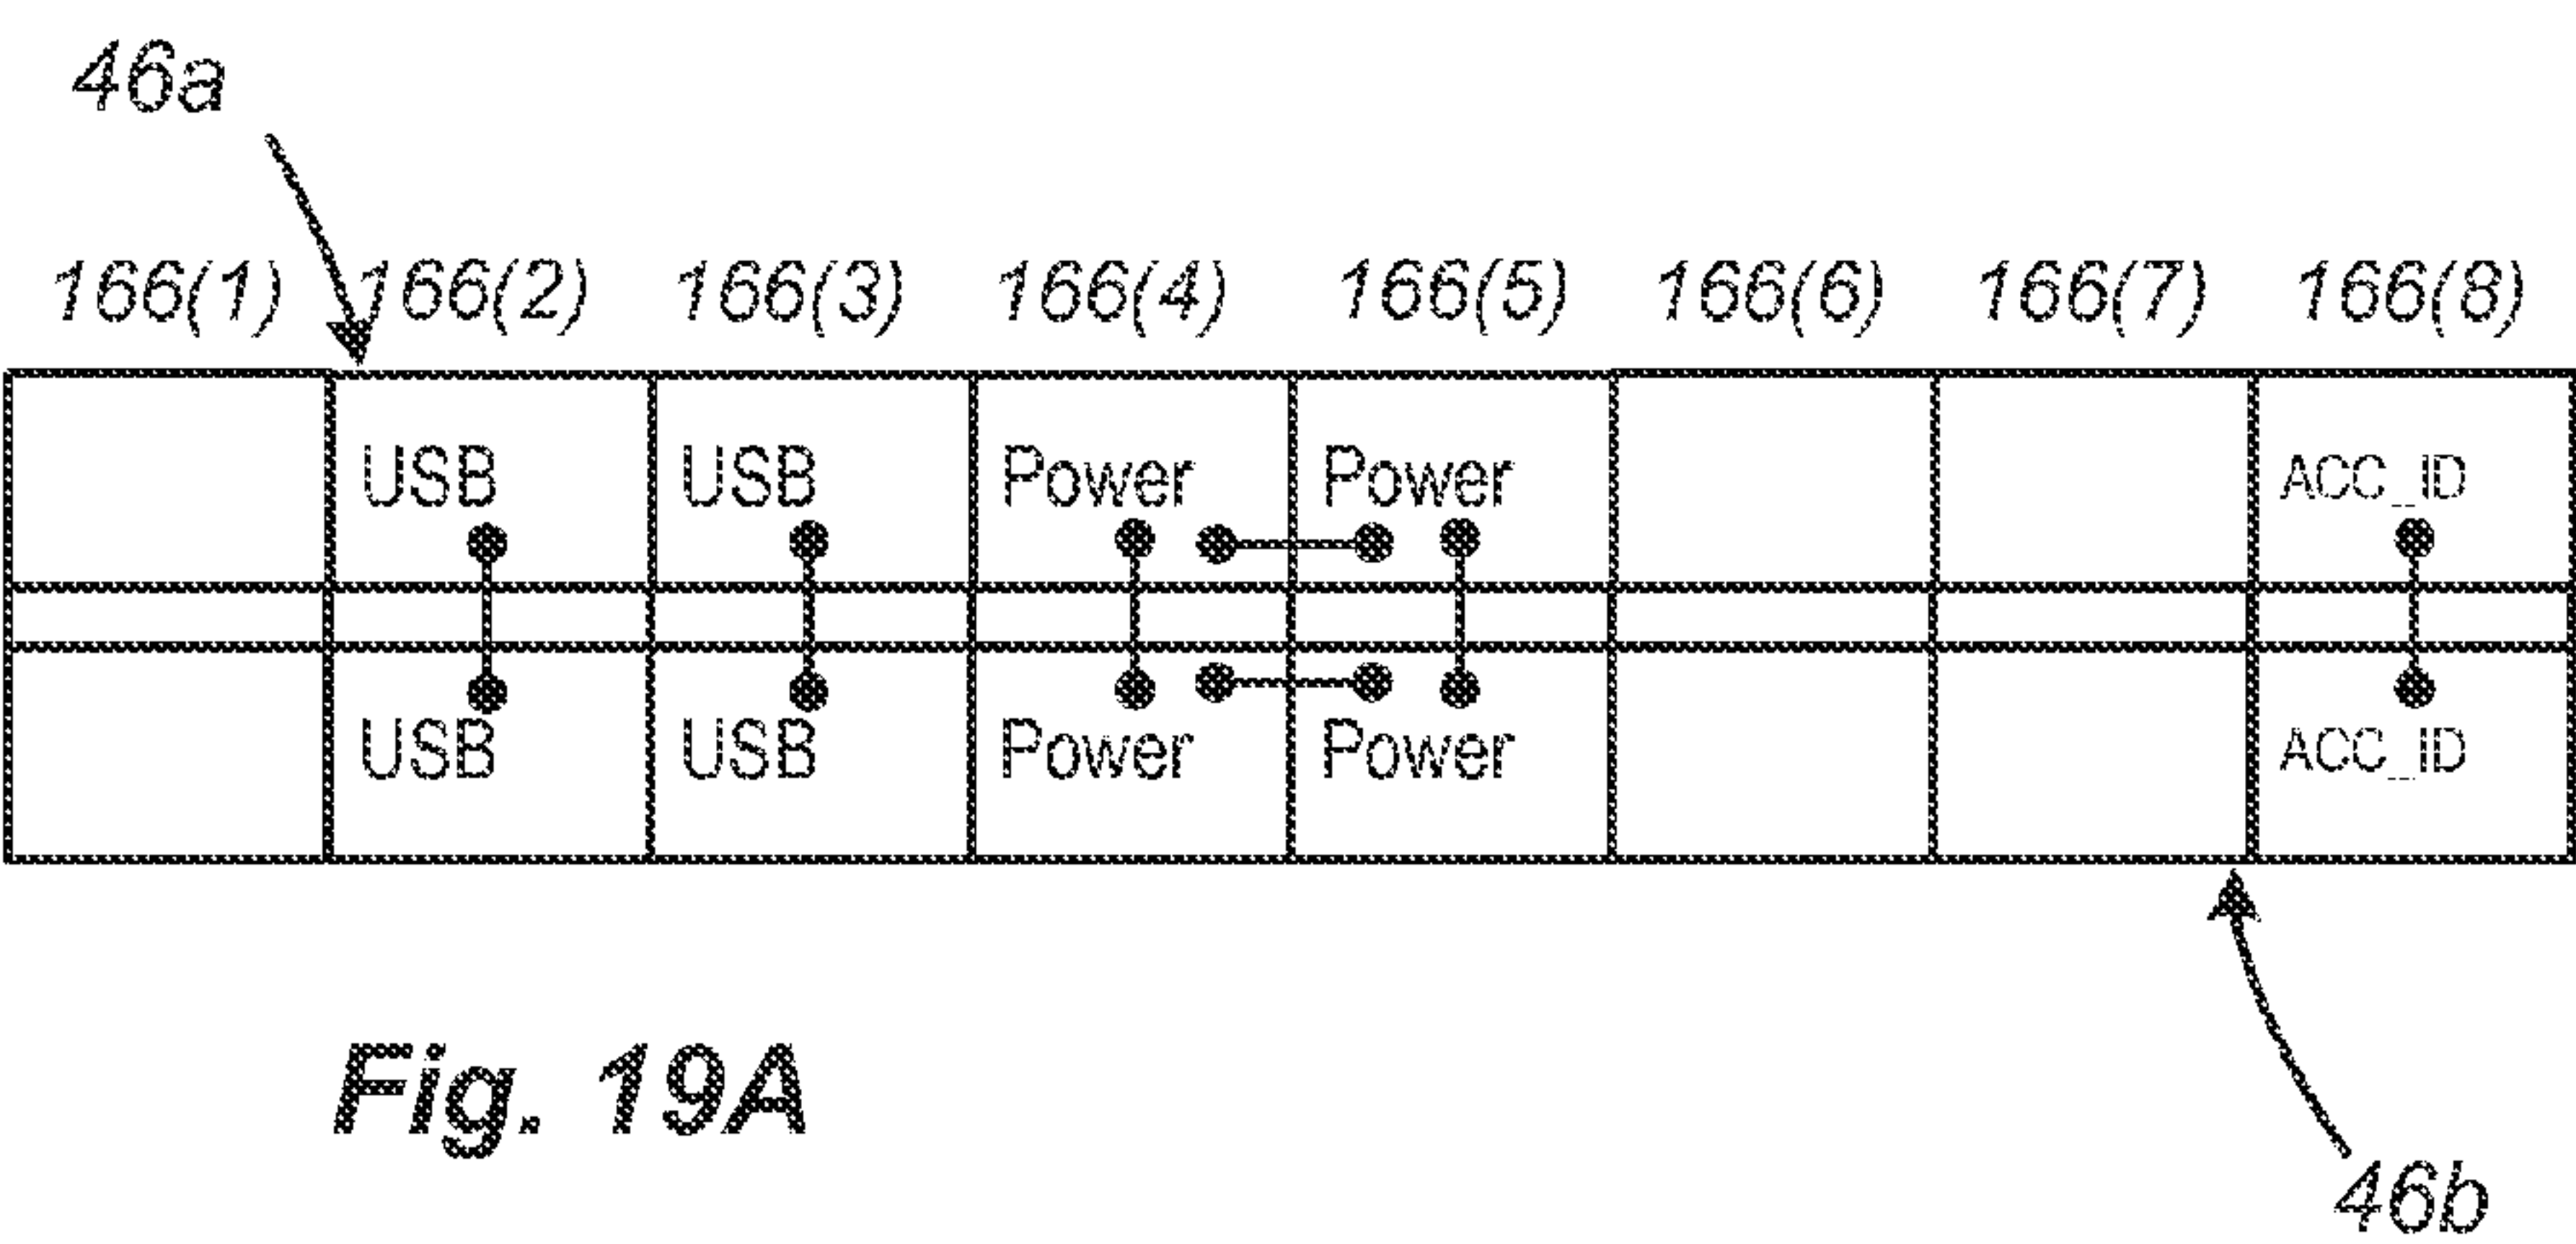 46a
166(1) 166(2) 166(3) 166(4) 166(5) 166(6) 166(7) 166(8)
USB USB Power Power ACC_ID
USB USB Power Power ACC_ID
Fig. 19A
46b